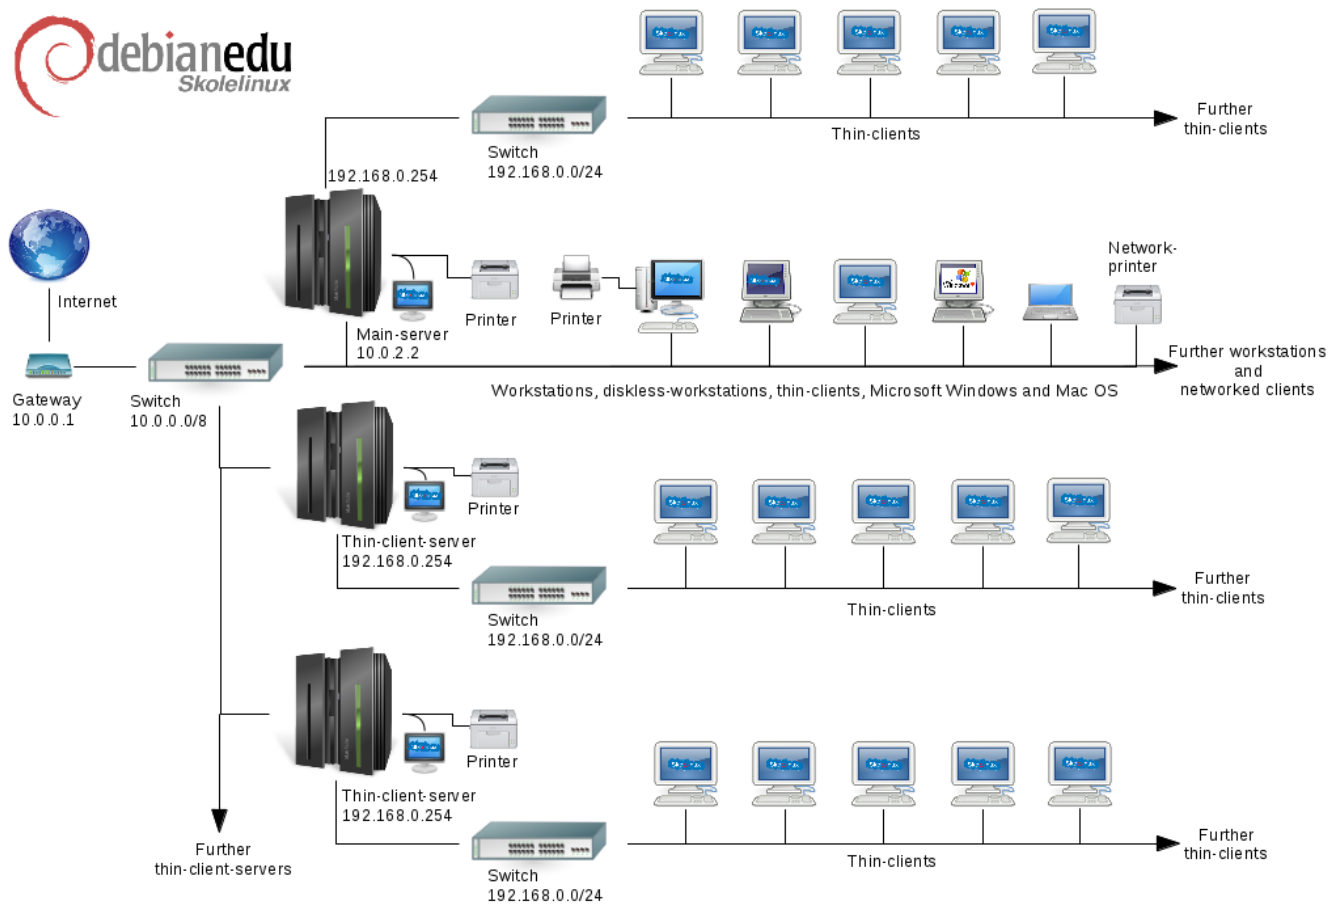 debianedu
Skolelinux
Thin-clients
Further
thin-clients
Switch
192.168.0.0/24
192.168.0.254
Internet
Main-server
10.0.2.2
Printer
Printer
Network-
printer
Gateway
10.0.0.1
Switch
10.0.0.0/8
Workstations, diskless-workstations, thin-clients, Microsoft Windows and Mac OS
Further workstations
and
networked clients
Printer
Thin-client-server
192.168.0.254
Switch
192.168.0.0/24
Thin-clients
Further
thin-clients
Printer
Thin-client-server
192.168.0.254
Switch
192.168.0.0/24
Thin-clients
Further
thin-clients
Further
thin-client-servers